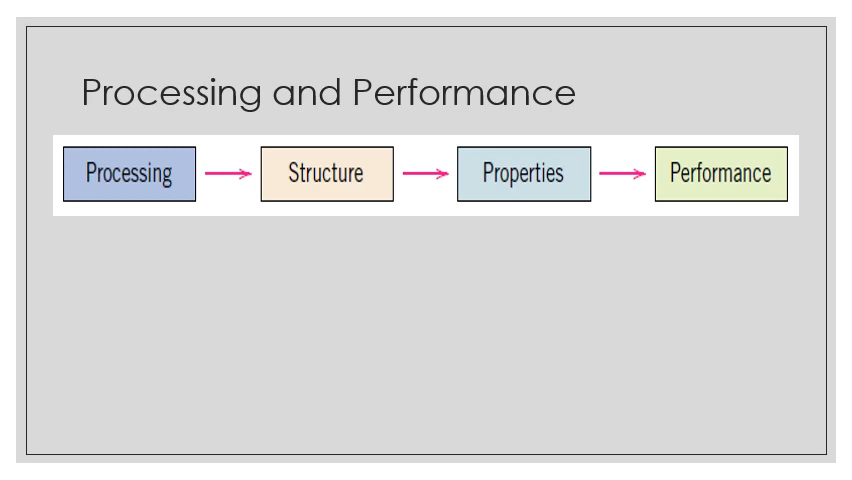 Processing and Performance
Processing Structure Properties Performance